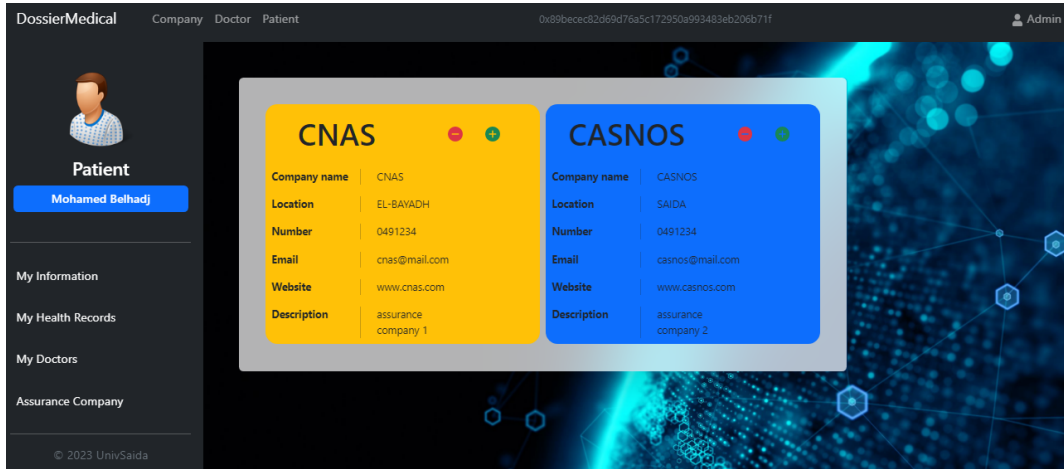 DossierMedical Company Doctor Patient 0x89becec82d69d76a5c172950a993483eb206b71f Admin
Patient
Mohamed Belhadj
My Information
My Health Records
My Doctors
Assurance Company
© 2023 UnivSaida
CNAS
Company name CNAS
Location EL-BAYADH
Number 0491234
Email cnas@mail.com
Website www.cnas.com
Description assurance
company 1
CASNOS
Company name CASNOS
Location SAIDA
Number 0491234
Email casnos@mail.com
Website www.casnos.com
Description assurance
company 2